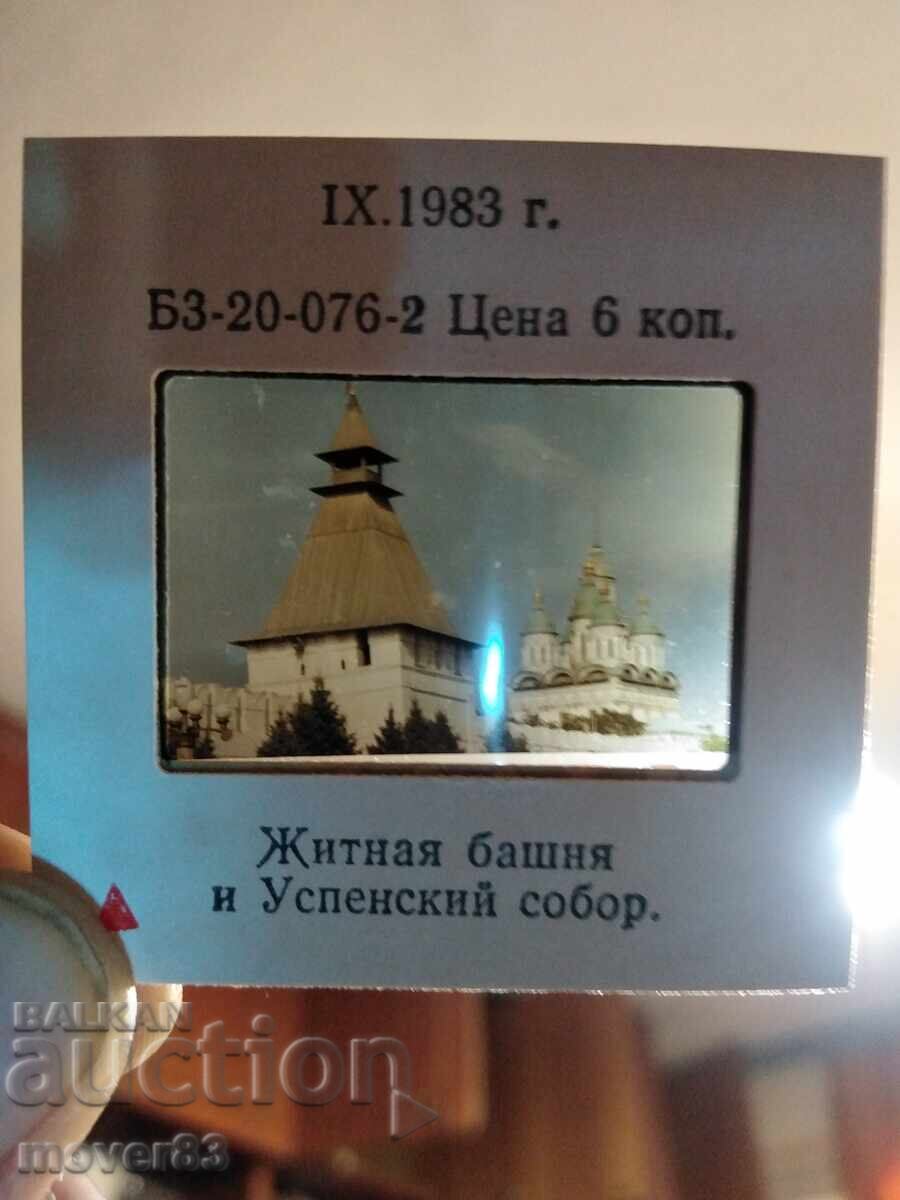 IX.1983 г.
БЗ-20-076-2 Цена 6 коп.
Житная башня
и Успенский собор.
BALKAN
auction
mover83